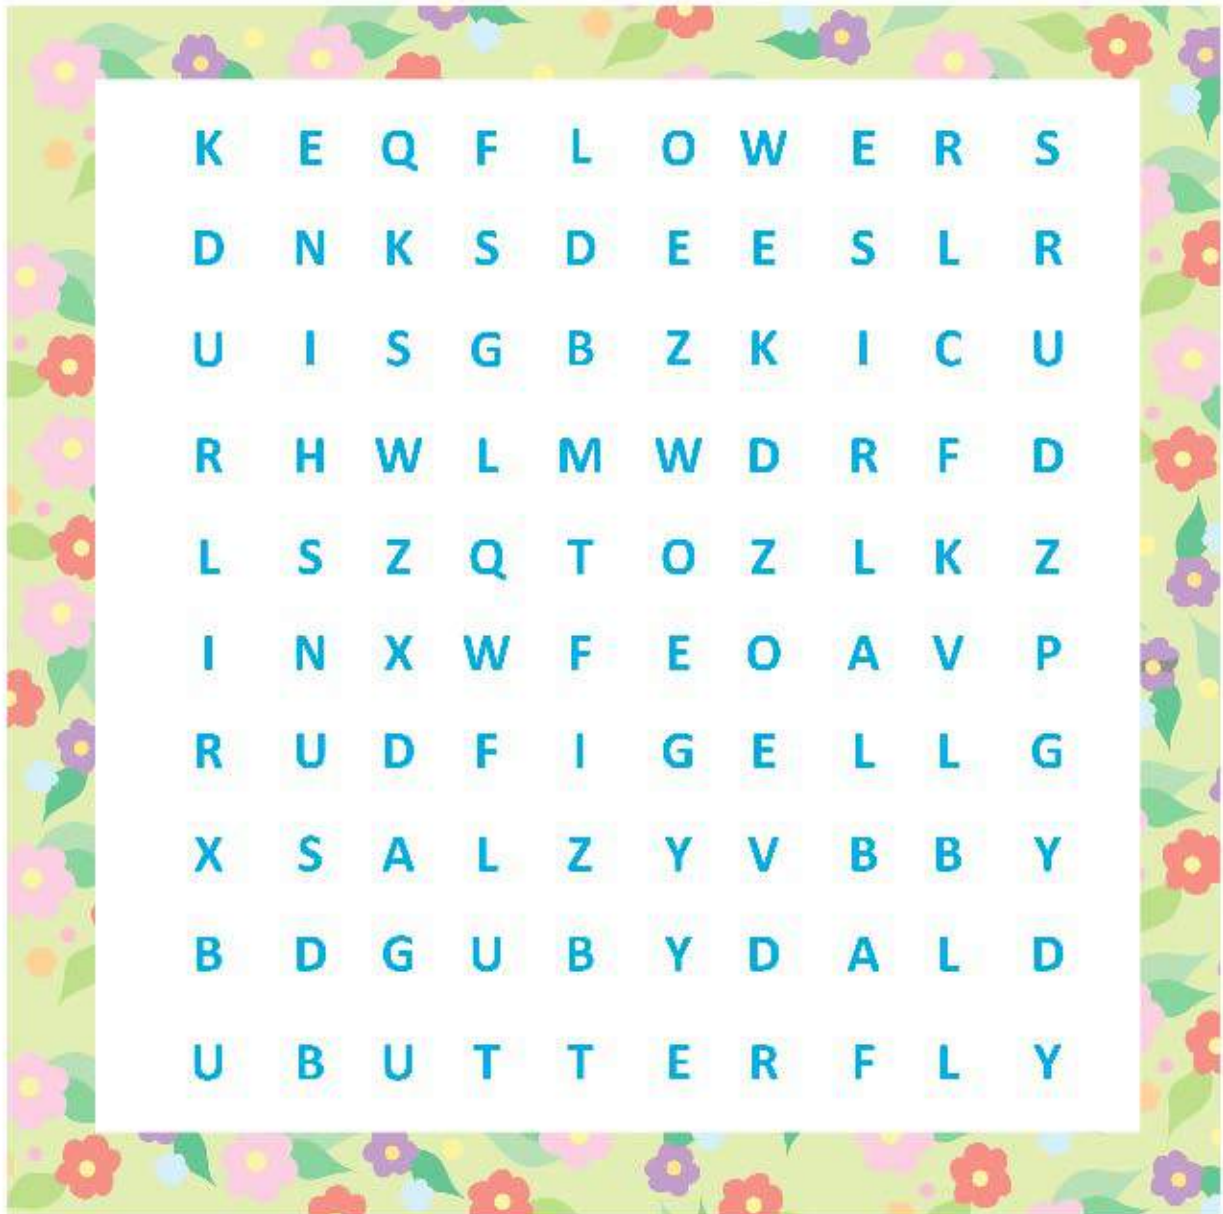 K E Q F L O W E R S
D N K S D E E S L R
U I S G B Z K I C U
R H W L M W D R F D
L S Z Q T O Z L K Z
I N X W F E O A V P
R U D F I G E L L G
X S A L Z Y V B B Y
B D G U B Y D A L D
U B U T T E R F L Y